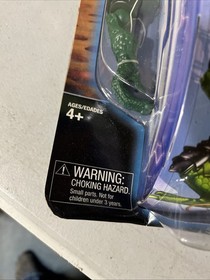 AGES/EDADES
4+
⚠ WARNING:
CHOKING HAZARD
Small parts. Not for
children under 3 years.